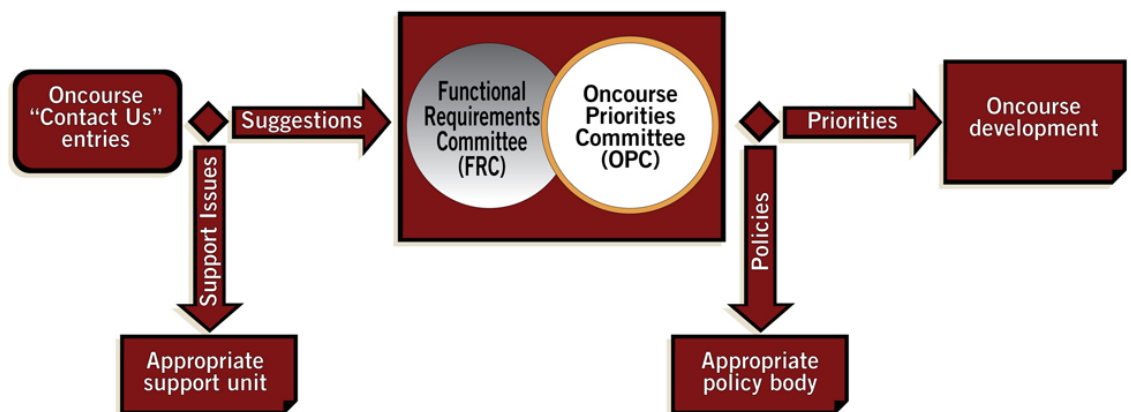 Oncourse
“Contact Us”
entries
Suggestions
Support Issues
Appropriate
support unit
Functional
Requirements
Committee
(FRC)
Oncourse
Priorities
Committee
(OPC)
Priorities
Policies
Appropriate
policy body
Oncourse
development